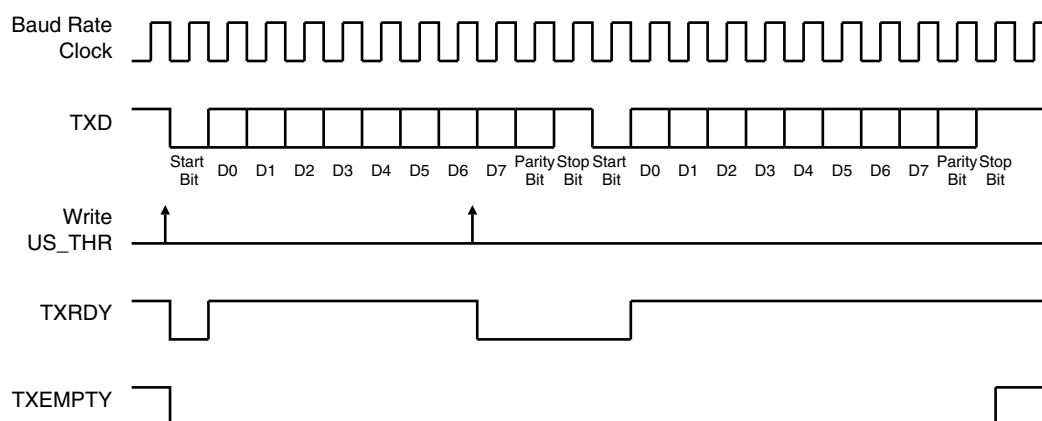 Baud Rate
Clock
TXD
Start
Bit
D0 D1 D2 D3 D4 D5 D6 D7
Parity
Bit
Stop
Bit
Start
Bit
D0 D1 D2 D3 D4 D5 D6 D7
Parity
Bit
Stop
Bit
Write
US_THR
TXRDY
TXEMPTY